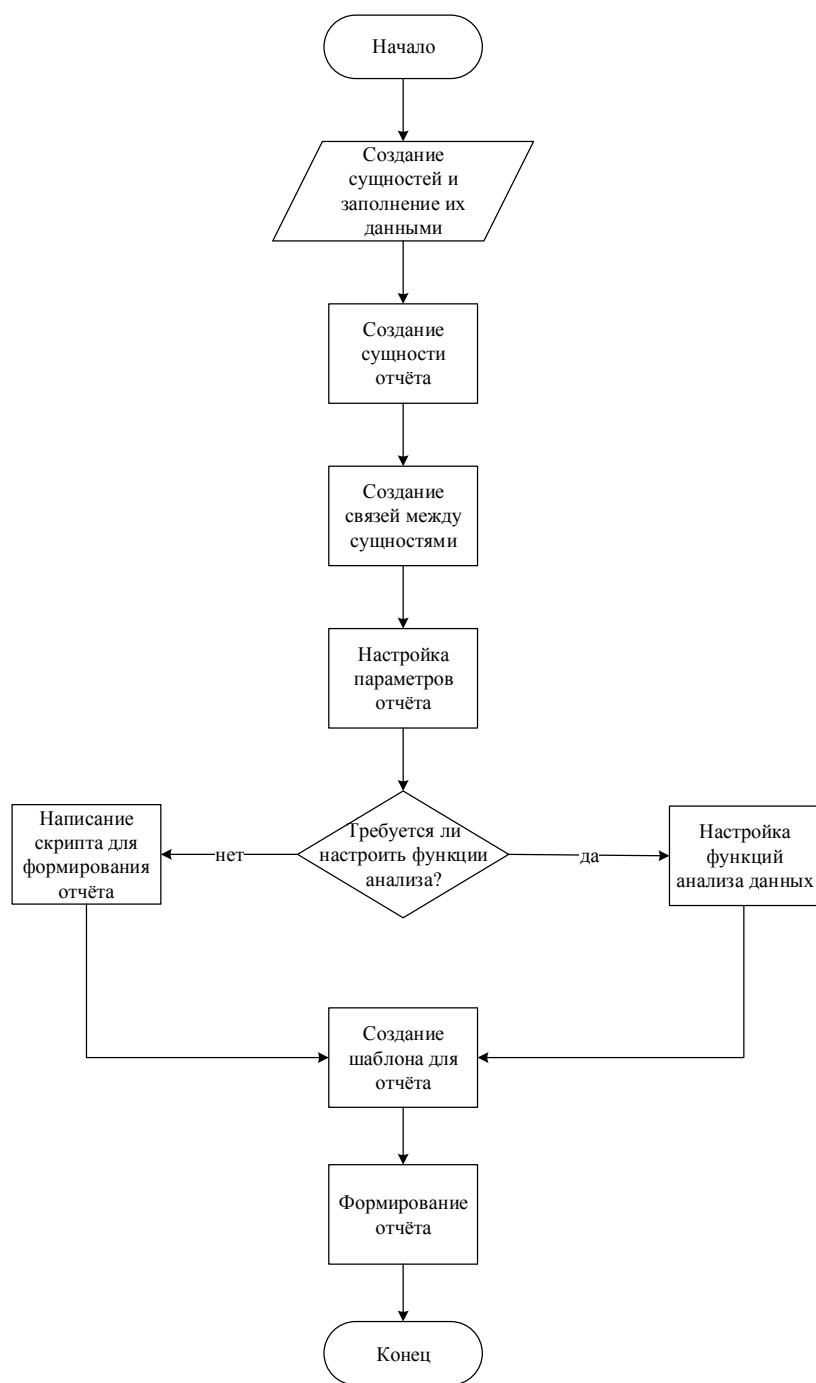 Начало
Создание
сущностей и
заполнение их
данными
Создание
сущности
отчёта
Создание
связей между
сущностями
Настройка
параметров
отчёта
Написание
скрипта для
формирования
отчёта
нет
Требуется ли
настроить функции
анализа?
да
Настройка
функций
анализа данных
Создание
шаблона для
отчёта
Формирование
отчёта
Конец